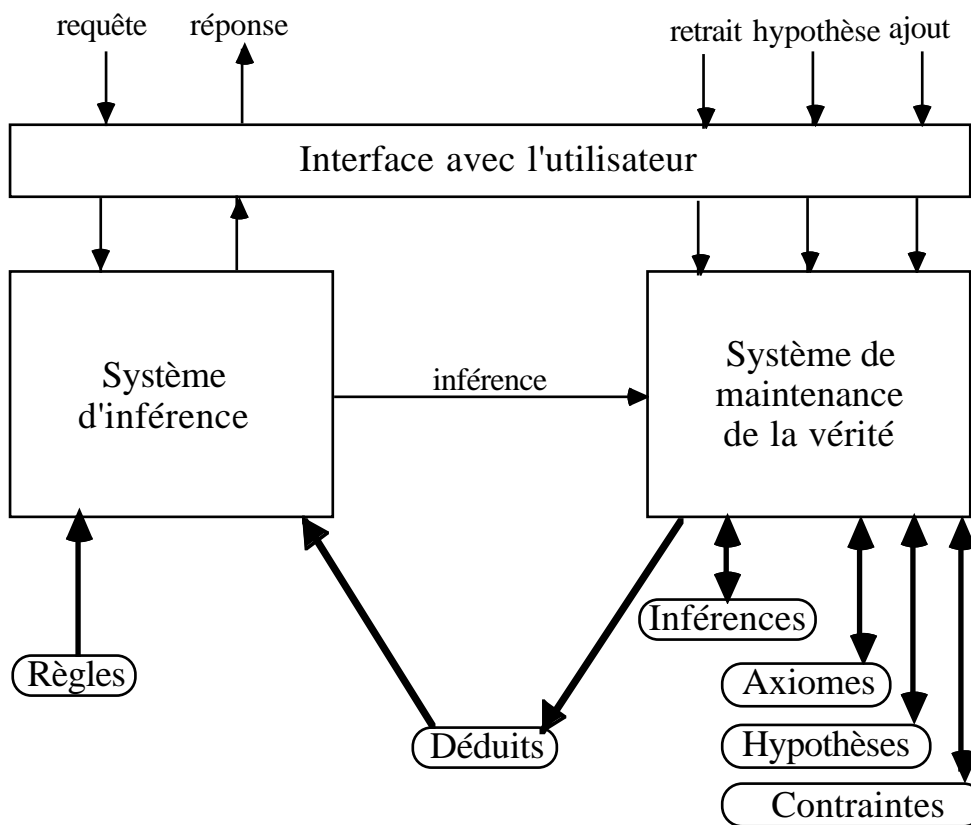 requête réponse retrait hypothèse ajout
Interface avec l'utilisateur
Système
d'inférence
inférence
Système de
maintenance
de la vérité
Inférences
Règles
Axiomes
Déduits
Hypothèses
Contraintes